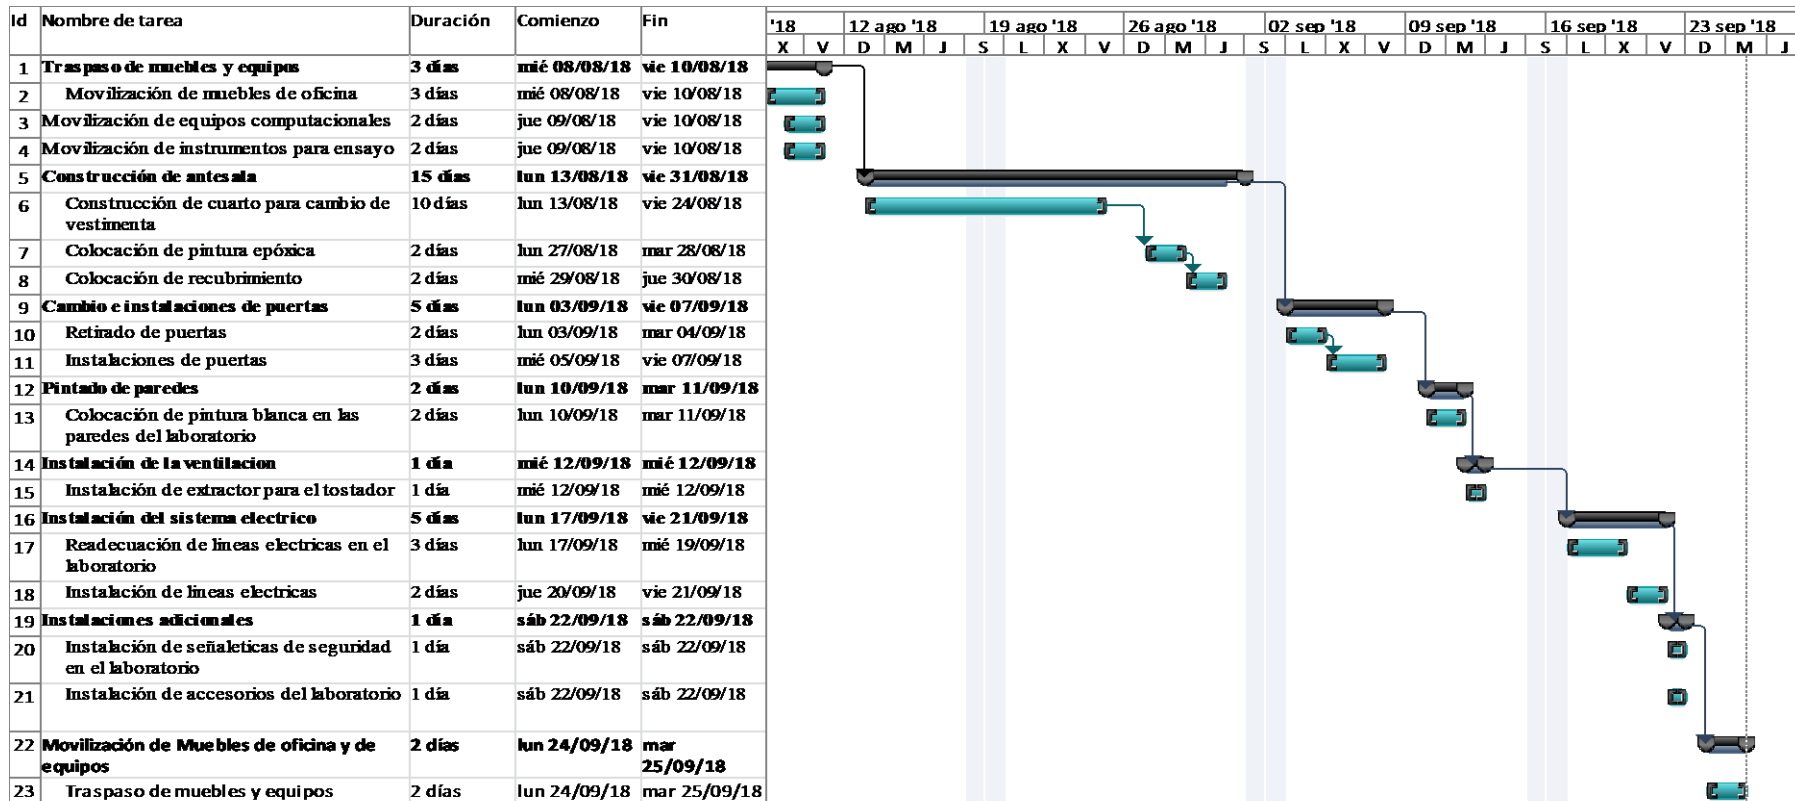 Id Nombre de tarea Duración Comienzo Fin
'18 12 ago '18 19 ago '18 26 ago '18 02 sep '18 09 sep '18 16 sep '18 23 sep '18
X V D M J S L X V D M J S L X V D M J S L X V D M J
1 Traspaso de muebles y equipos 3 días mié 08/08/18 vie 10/08/18
2 Movilización de muebles de oficina 3 días mié 08/08/18 vie 10/08/18
3 Movilización de equipos computacionales 2 días jue 09/08/18 vie 10/08/18
4 Movilización de instrumentos para ensayo 2 días jue 09/08/18 vie 10/08/18
5 Construcción de antesala 15 días lun 13/08/18 vie 31/08/18
6 Construcción de cuarto para cambio de 10 días lun 13/08/18 vie 24/08/18
vestimenta
7 Colocación de pintura epóxica 2 días lun 27/08/18 mar 28/08/18
8 Colocación de recubrimiento 2 días mié 29/08/18 jue 30/08/18
9 Cambio e instalaciones de puertas 5 días lun 03/09/18 vie 07/09/18
10 Retirado de puertas 2 días lun 03/09/18 mar 04/09/18
11 Instalaciones de puertas 3 días mié 05/09/18 vie 07/09/18
12 Pintado de paredes 2 días lun 10/09/18 mar 11/09/18
13 Colocación de pintura blanca en las 2 días lun 10/09/18 mar 11/09/18
paredes del laboratorio
14 Instalación de la ventilacion 1 día mié 12/09/18 mié 12/09/18
15 Instalación de extractor para el tostador 1 día mié 12/09/18 mié 12/09/18
16 Instalación del sistema electrico 5 días lun 17/09/18 vie 21/09/18
17 Readecuación de lineas electricas en el 3 días lun 17/09/18 mié 19/09/18
laboratorio
18 Instalación de lineas electricas 2 días jue 20/09/18 vie 21/09/18
19 Instalaciones adicionales 1 día sáb 22/09/18 sáb 22/09/18
20 Instalación de señaleticas de seguridad 1 día sáb 22/09/18 sáb 22/09/18
en el laboratorio
21 Instalación de accesorios del laboratorio 1 día sáb 22/09/18 sáb 22/09/18
22 Movilización de Muebles de oficina y de 2 días lun 24/09/18 mar
equipos 25/09/18
23 Traspaso de muebles y equipos 2 días lun 24/09/18 mar 25/09/18